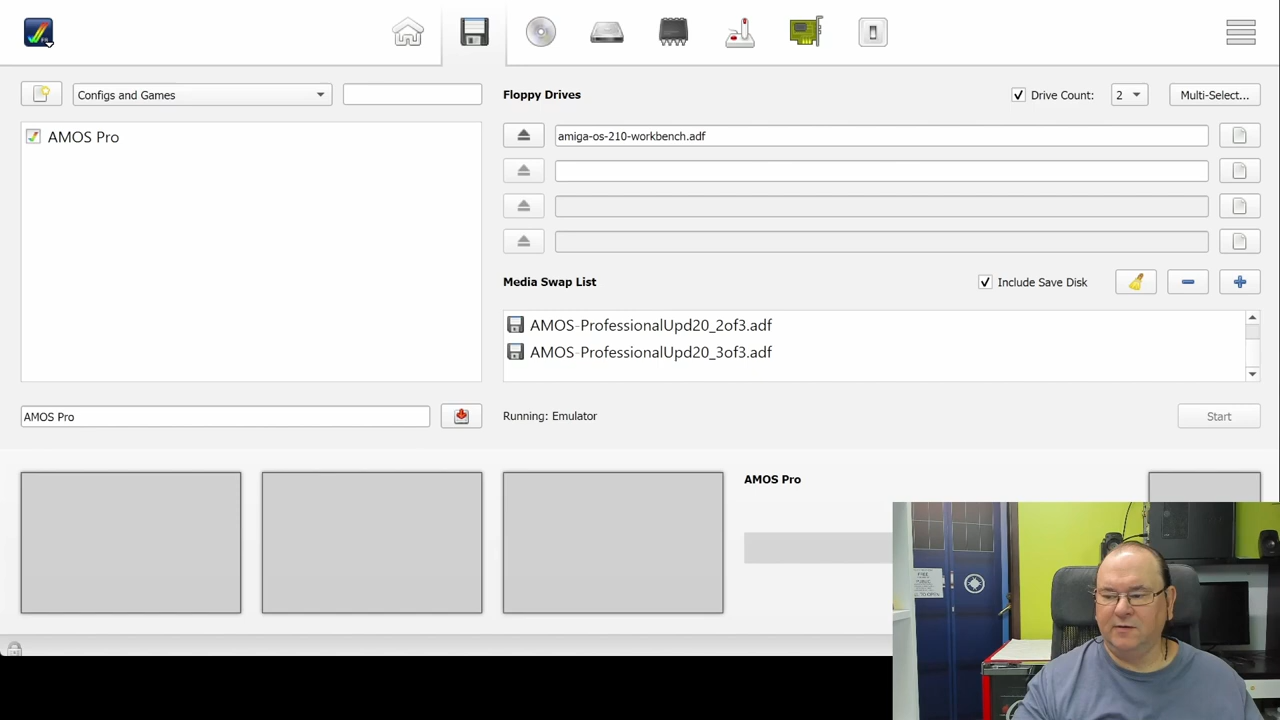 Configs and Games
Floppy Drives
Drive Count:
2
Multi-Select...
AMOS Pro
amiga-os-210-workbench.adf
Media Swap List
Include Save Disk
AMOS-ProfessionalUpd20_2of3.adf
AMOS-ProfessionalUpd20_3of3.adf
AMOS Pro
Running: Emulator
Start
AMOS Pro
FREE